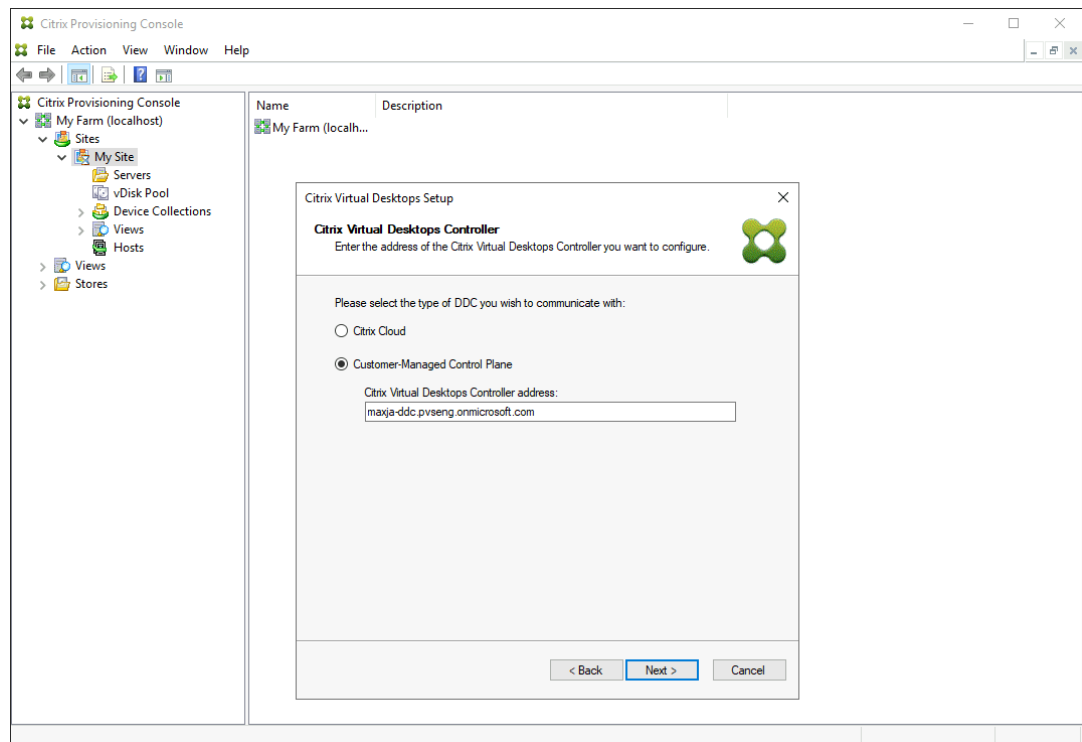 Citrix Provisioning Console
File Action View Window Help
Citrix Provisioning Console
My Farm (localhost)
Sites
My Site
Servers
vDisk Pool
Device Collections
Views
Hosts
Views
Stores
Name Description
My Farm (localh...
Citrix Virtual Desktops Setup
Citrix Virtual Desktops Controller
Enter the address of the Citrix Virtual Desktops Controller you want to configure.
Please select the type of DDC you wish to communicate with:
Citrix Cloud
Customer-Managed Control Plane
Citrix Virtual Desktops Controller address:
maxja-ddc.pvseng.onmicrosoft.com
< Back Next > Cancel